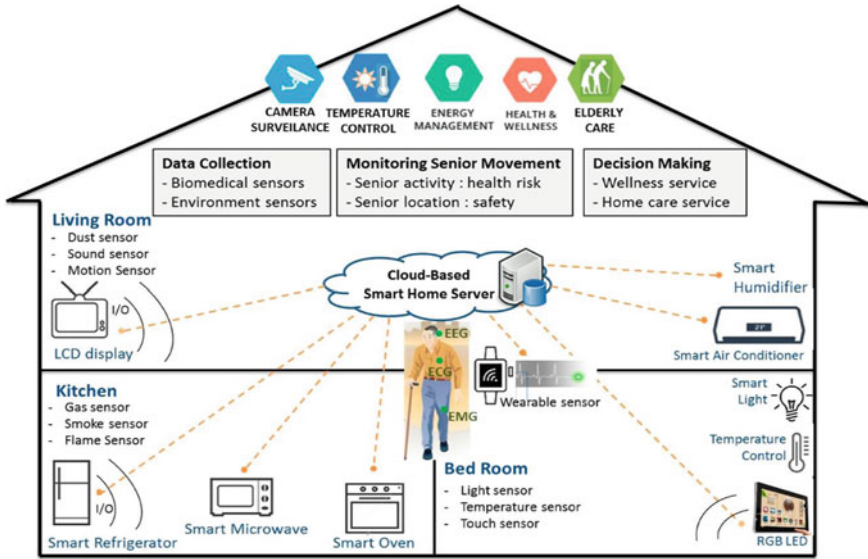 CAMERA
SURVEILANCE
TEMPERATURE
CONTROL
ENERGY
MANAGEMENT
HEALTH &
WELLNESS
ELDERLY
CARE
Data Collection
- Biomedical sensors
- Environment sensors
Monitoring Senior Movement
- Senior activity : health risk
- Senior location : safety
Decision Making
- Wellness service
- Home care service
Living Room
- Dust sensor
- Sound sensor
- Motion Sensor
I/O
LCD display
Cloud-Based
Smart Home Server
Smart
Humidifier
21°
Smart Air Conditioner
EEG
ECG
EMG
Wearable sensor
Kitchen
- Gas sensor
- Smoke sensor
- Flame Sensor
I/O
Smart Refrigerator
Smart Microwave
Smart Oven
Bed Room
- Light sensor
- Temperature sensor
- Touch sensor
Smart
Light
Temperature
Control
RGB LED